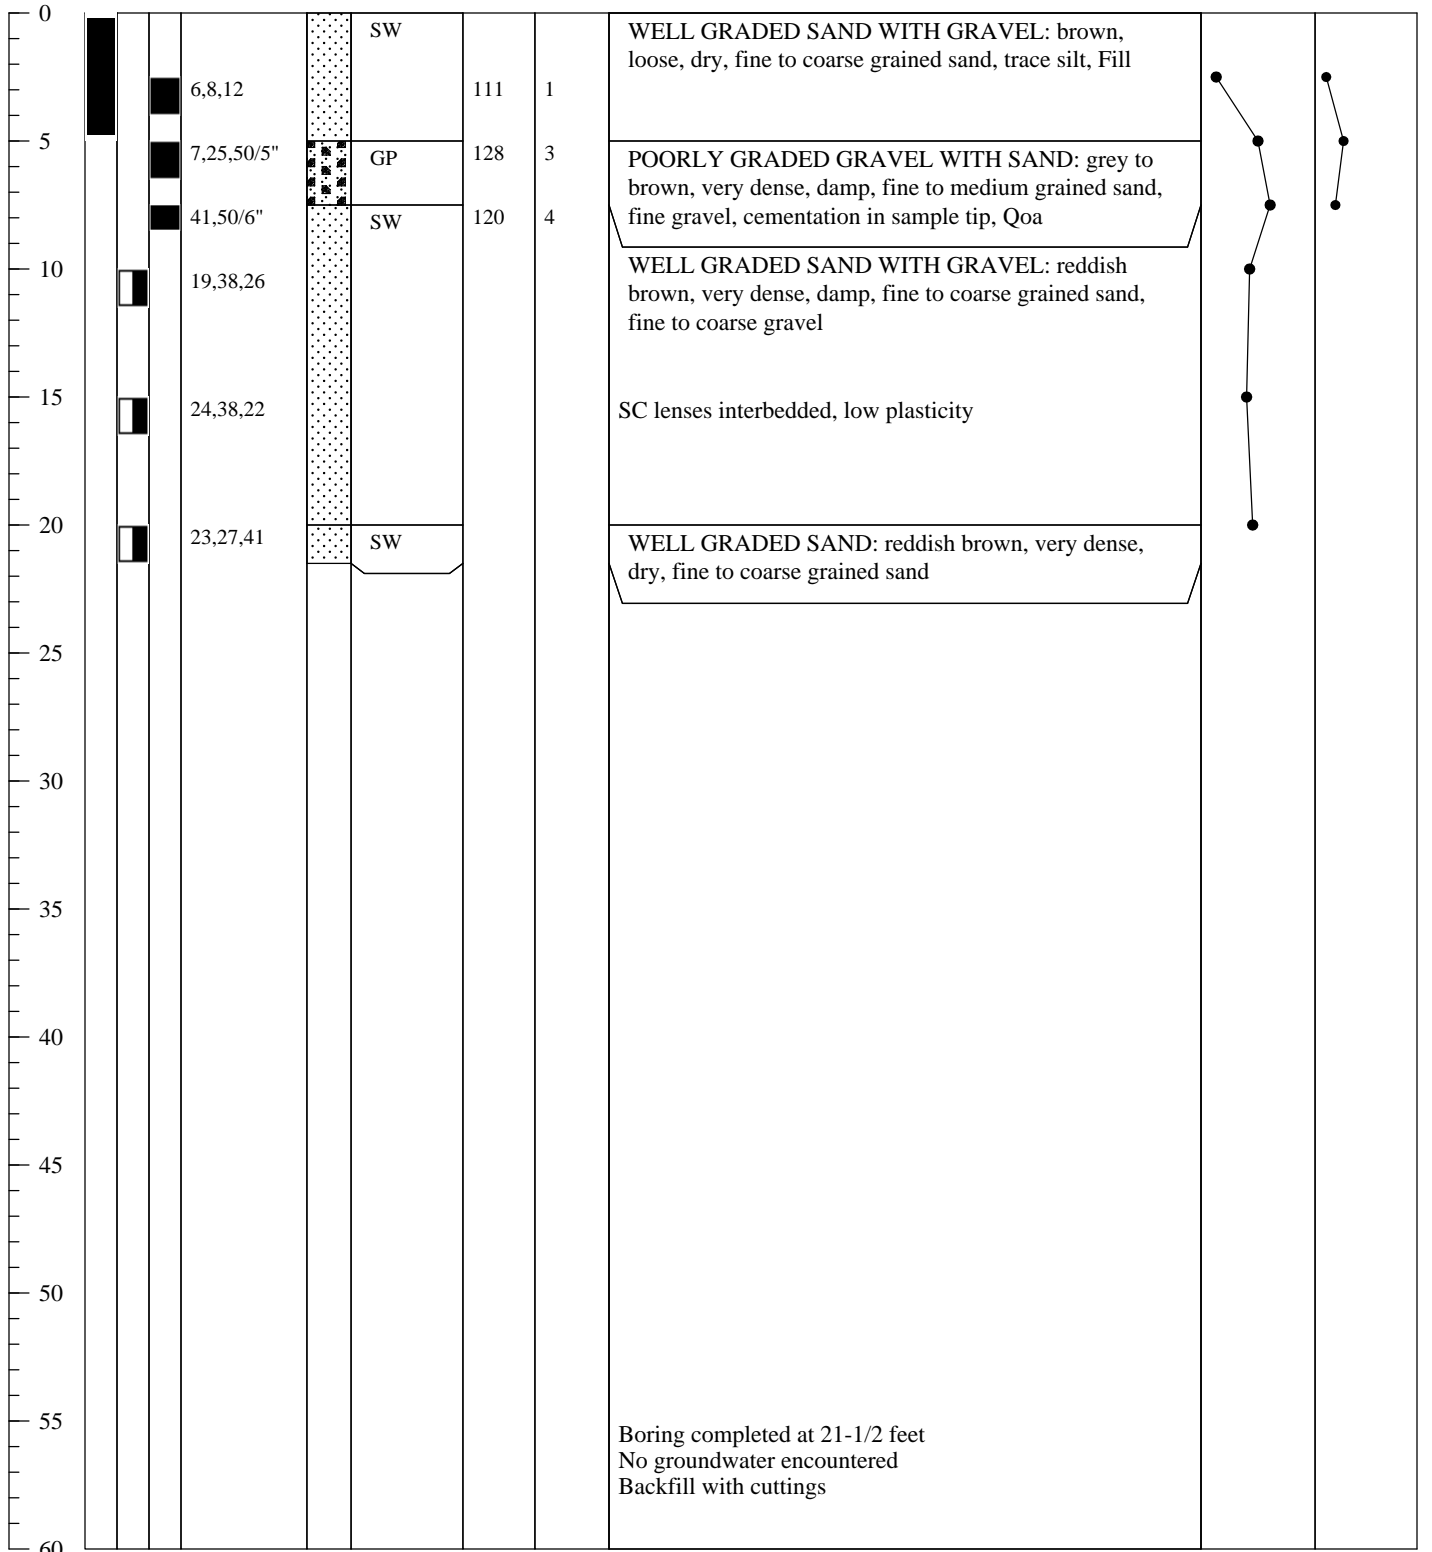 0
SW
WELL GRADED SAND WITH GRAVEL: brown,
loose, dry, fine to coarse grained sand, trace silt, Fill
6,8,12
111
1
5
7,25,50/5"
GP
128
3
POORLY GRADED GRAVEL WITH SAND: grey to
brown, very dense, damp, fine to medium grained sand,
fine gravel, cementation in sample tip, Qoa
41,50/6"
SW
120
4
10
19,38,26
WELL GRADED SAND WITH GRAVEL: reddish
brown, very dense, damp, fine to coarse grained sand,
fine to coarse gravel
15
24,38,22
SC lenses interbedded, low plasticity
20
23,27,41
SW
WELL GRADED SAND: reddish brown, very dense,
dry, fine to coarse grained sand
25
30
35
40
45
50
55
Boring completed at 21-1/2 feet
No groundwater encountered
Backfill with cuttings
60